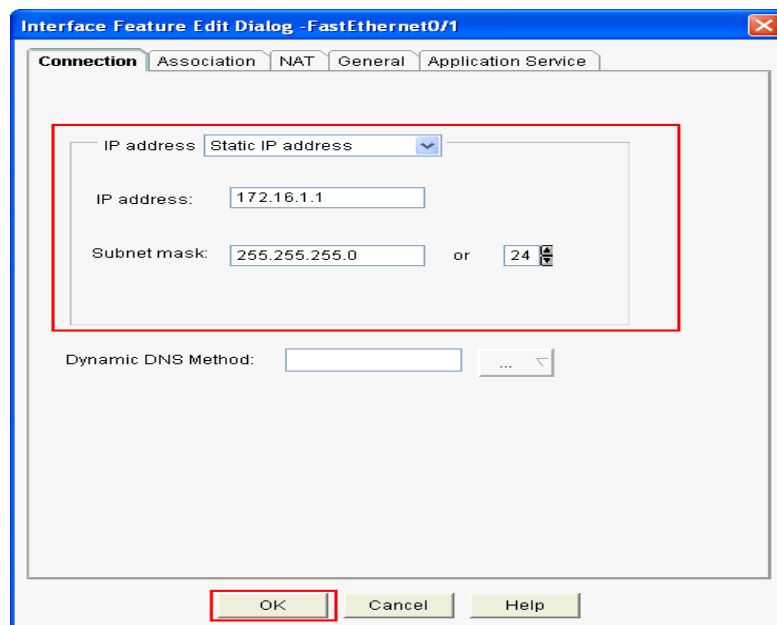 Interface Feature Edit Dialog -FastEthernet0/1
Connection Association NAT General Application Service
IP address Static IP address
IP address: 172.16.1.1
Subnet mask: 255.255.255.0 or 24
Dynamic DNS Method: ...
OK Cancel Help